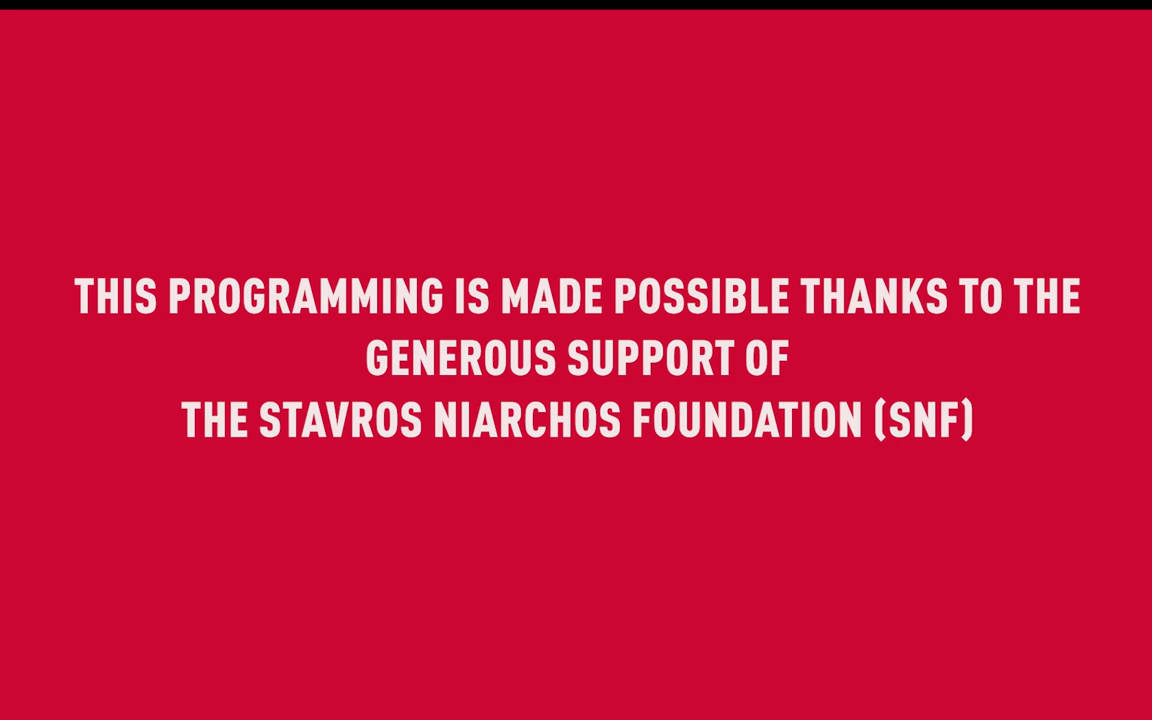 THIS PROGRAMMING IS MADE POSSIBLE THANKS TO THE
GENEROUS SUPPORT OF
THE STAVROS NIARCHOS FOUNDATION (SNF)